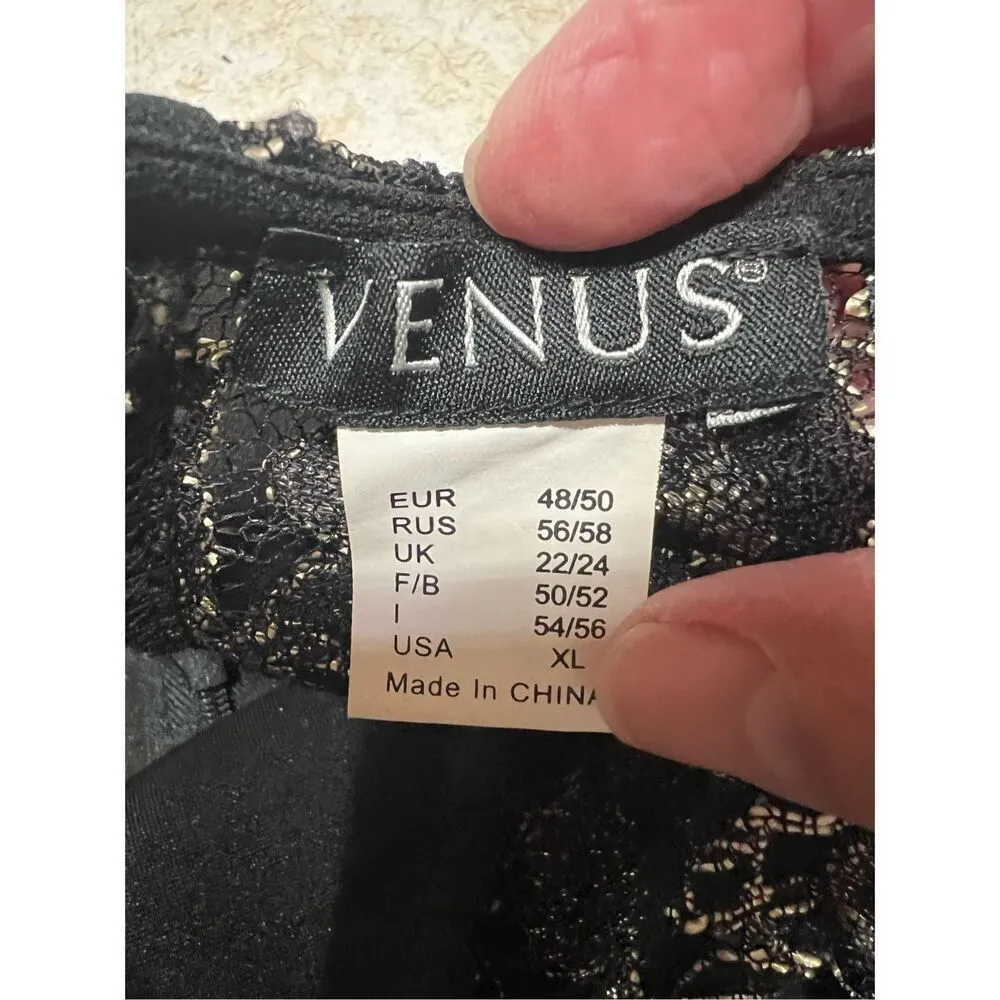 VENUS®
EUR 48/50
RUS 56/58
UK 22/24
F/B 50/52
I 54/56
USA XL
Made In CHINA